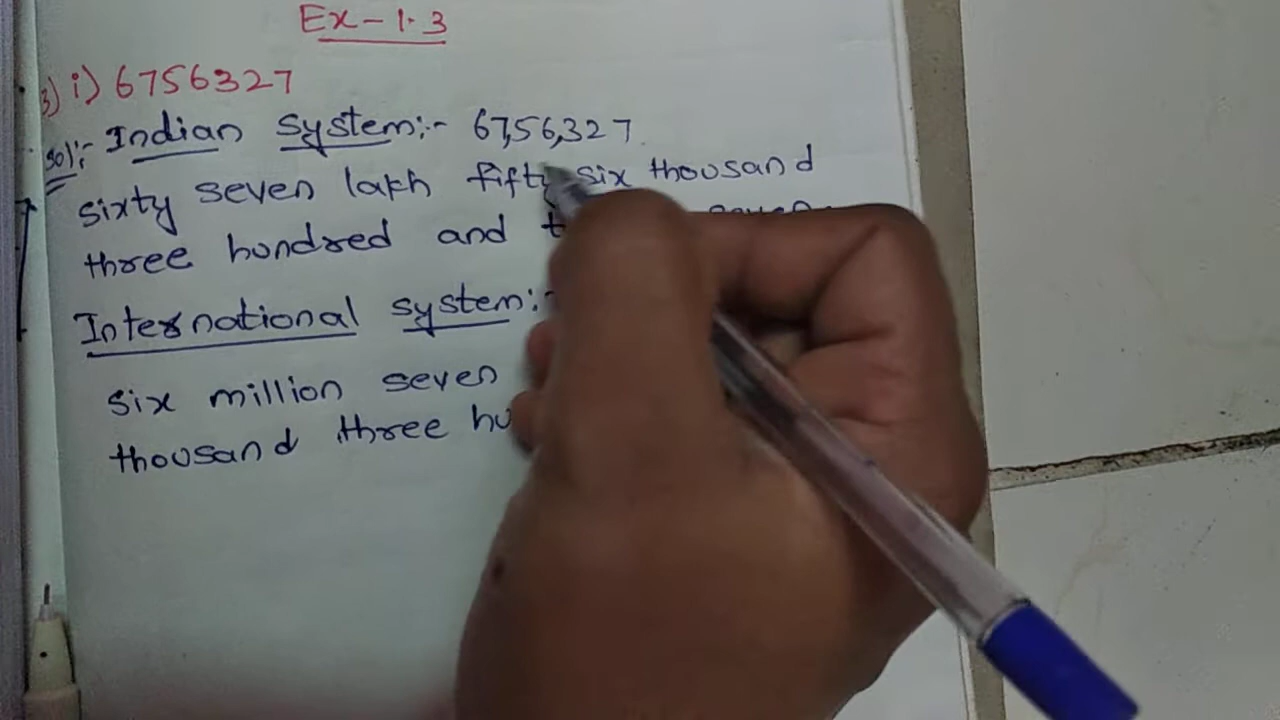 Ex-1.3
3) i) 6756327
Sol:- Indian system:- 67,56,327
sixty seven lakh fifty six thousand
three hundred and
International system:-
six million seven
thousand three